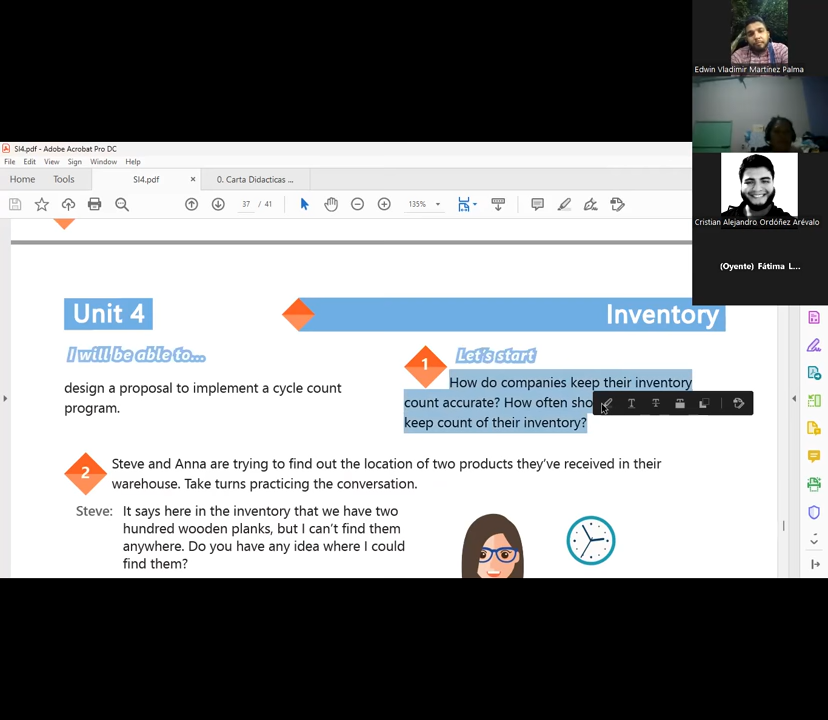 Edwin Vladimir Martínez Palma
SI4.pdf - Adobe Acrobat Pro DC
File Edit View Sign Window Help
Home Tools SI4.pdf × 0. Carta Didacticas ...
37 / 41 135%
Cristian Alejandro Ordóñez Arévalo
(Oyente) Fátima L...
Unit 4 Inventory
I will be able to...
design a proposal to implement a cycle count
program.
1 Let's start
How do companies keep their inventory
count accurate? How often sho
keep count of their inventory?
2 Steve and Anna are trying to find out the location of two products they've received in their
warehouse. Take turns practicing the conversation.
Steve: It says here in the inventory that we have two
hundred wooden planks, but I can't find them
anywhere. Do you have any idea where I could
find them?